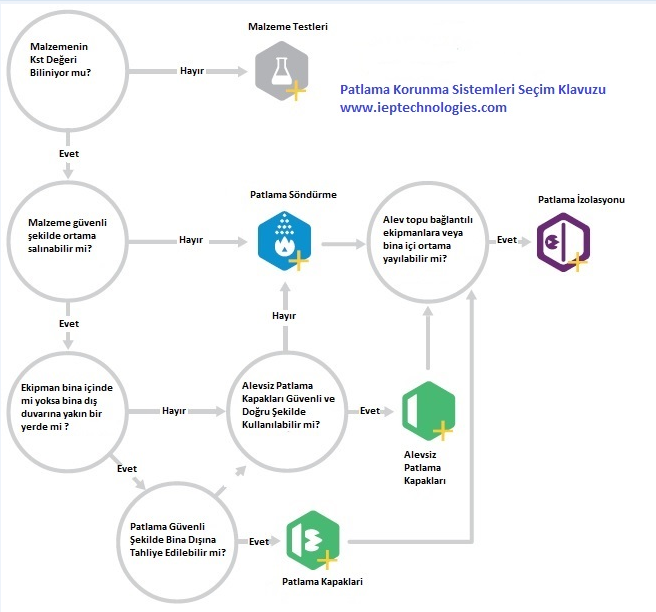 Malzeme Testleri
Malzemenin
Kst Değeri
Biliniyor mu?
Hayır
Patlama Korunma Sistemleri Seçim Klavuzu
www.ieptechnologies.com
Evet
Patlama Söndürme
Patlama İzolasyonu
Malzeme güvenli
şekilde ortama
salınabilir mi?
Hayır
Alev topu bağlantılı
ekipmanlara veya
bina içi ortama
yayılabilir mi?
Evet
Evet
Hayır
Ekipman bina içinde
mi yoksa bina dış
duvarına yakın bir
yerde mi ?
Hayır
Alevsiz Patlama
Kapakları Güvenli ve
Doğru Şekilde
Kullanılabilir mi?
Evet
Alevsiz
Patlama
Kapakları
Evet
Patlama Güvenli
Şekilde Bina Dışına
Tahliye Edilebilir mi?
Evet
Patlama Kapaklari